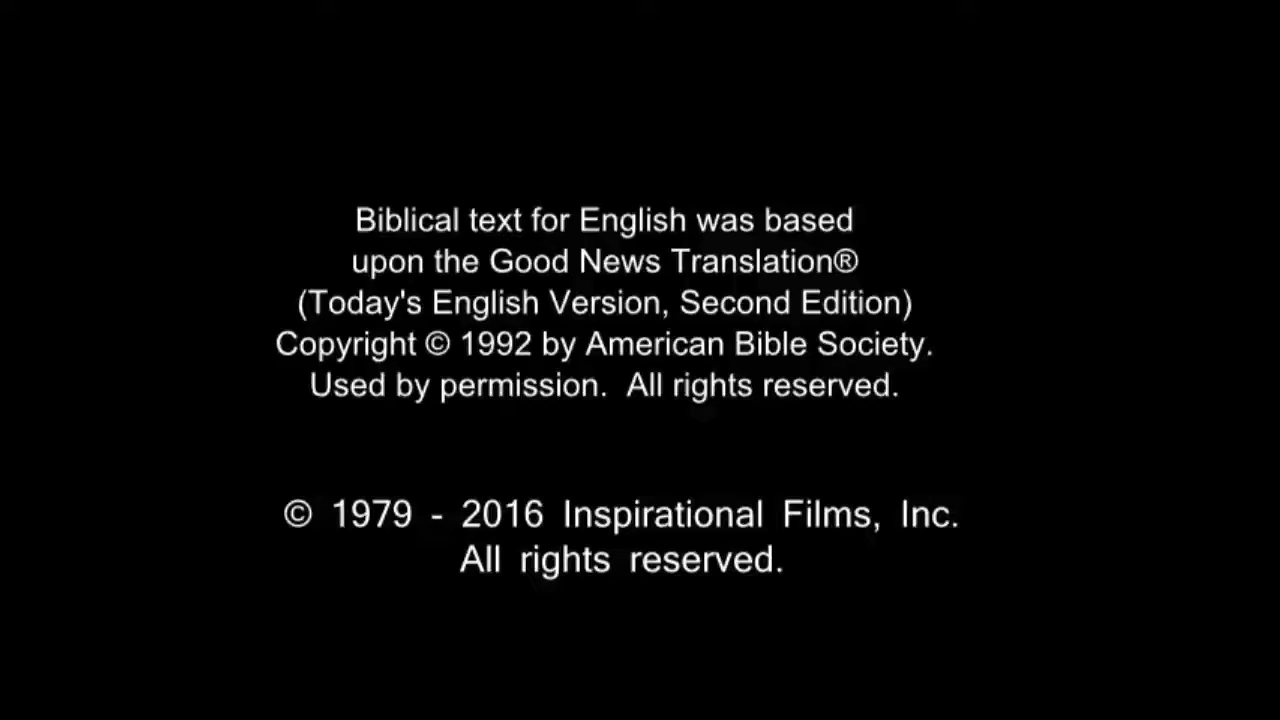 Biblical text for English was based
upon the Good News Translation®
(Today's English Version, Second Edition)
Copyright © 1992 by American Bible Society.
Used by permission.  All rights reserved.
© 1979 - 2016 Inspirational Films, Inc.
All rights reserved.